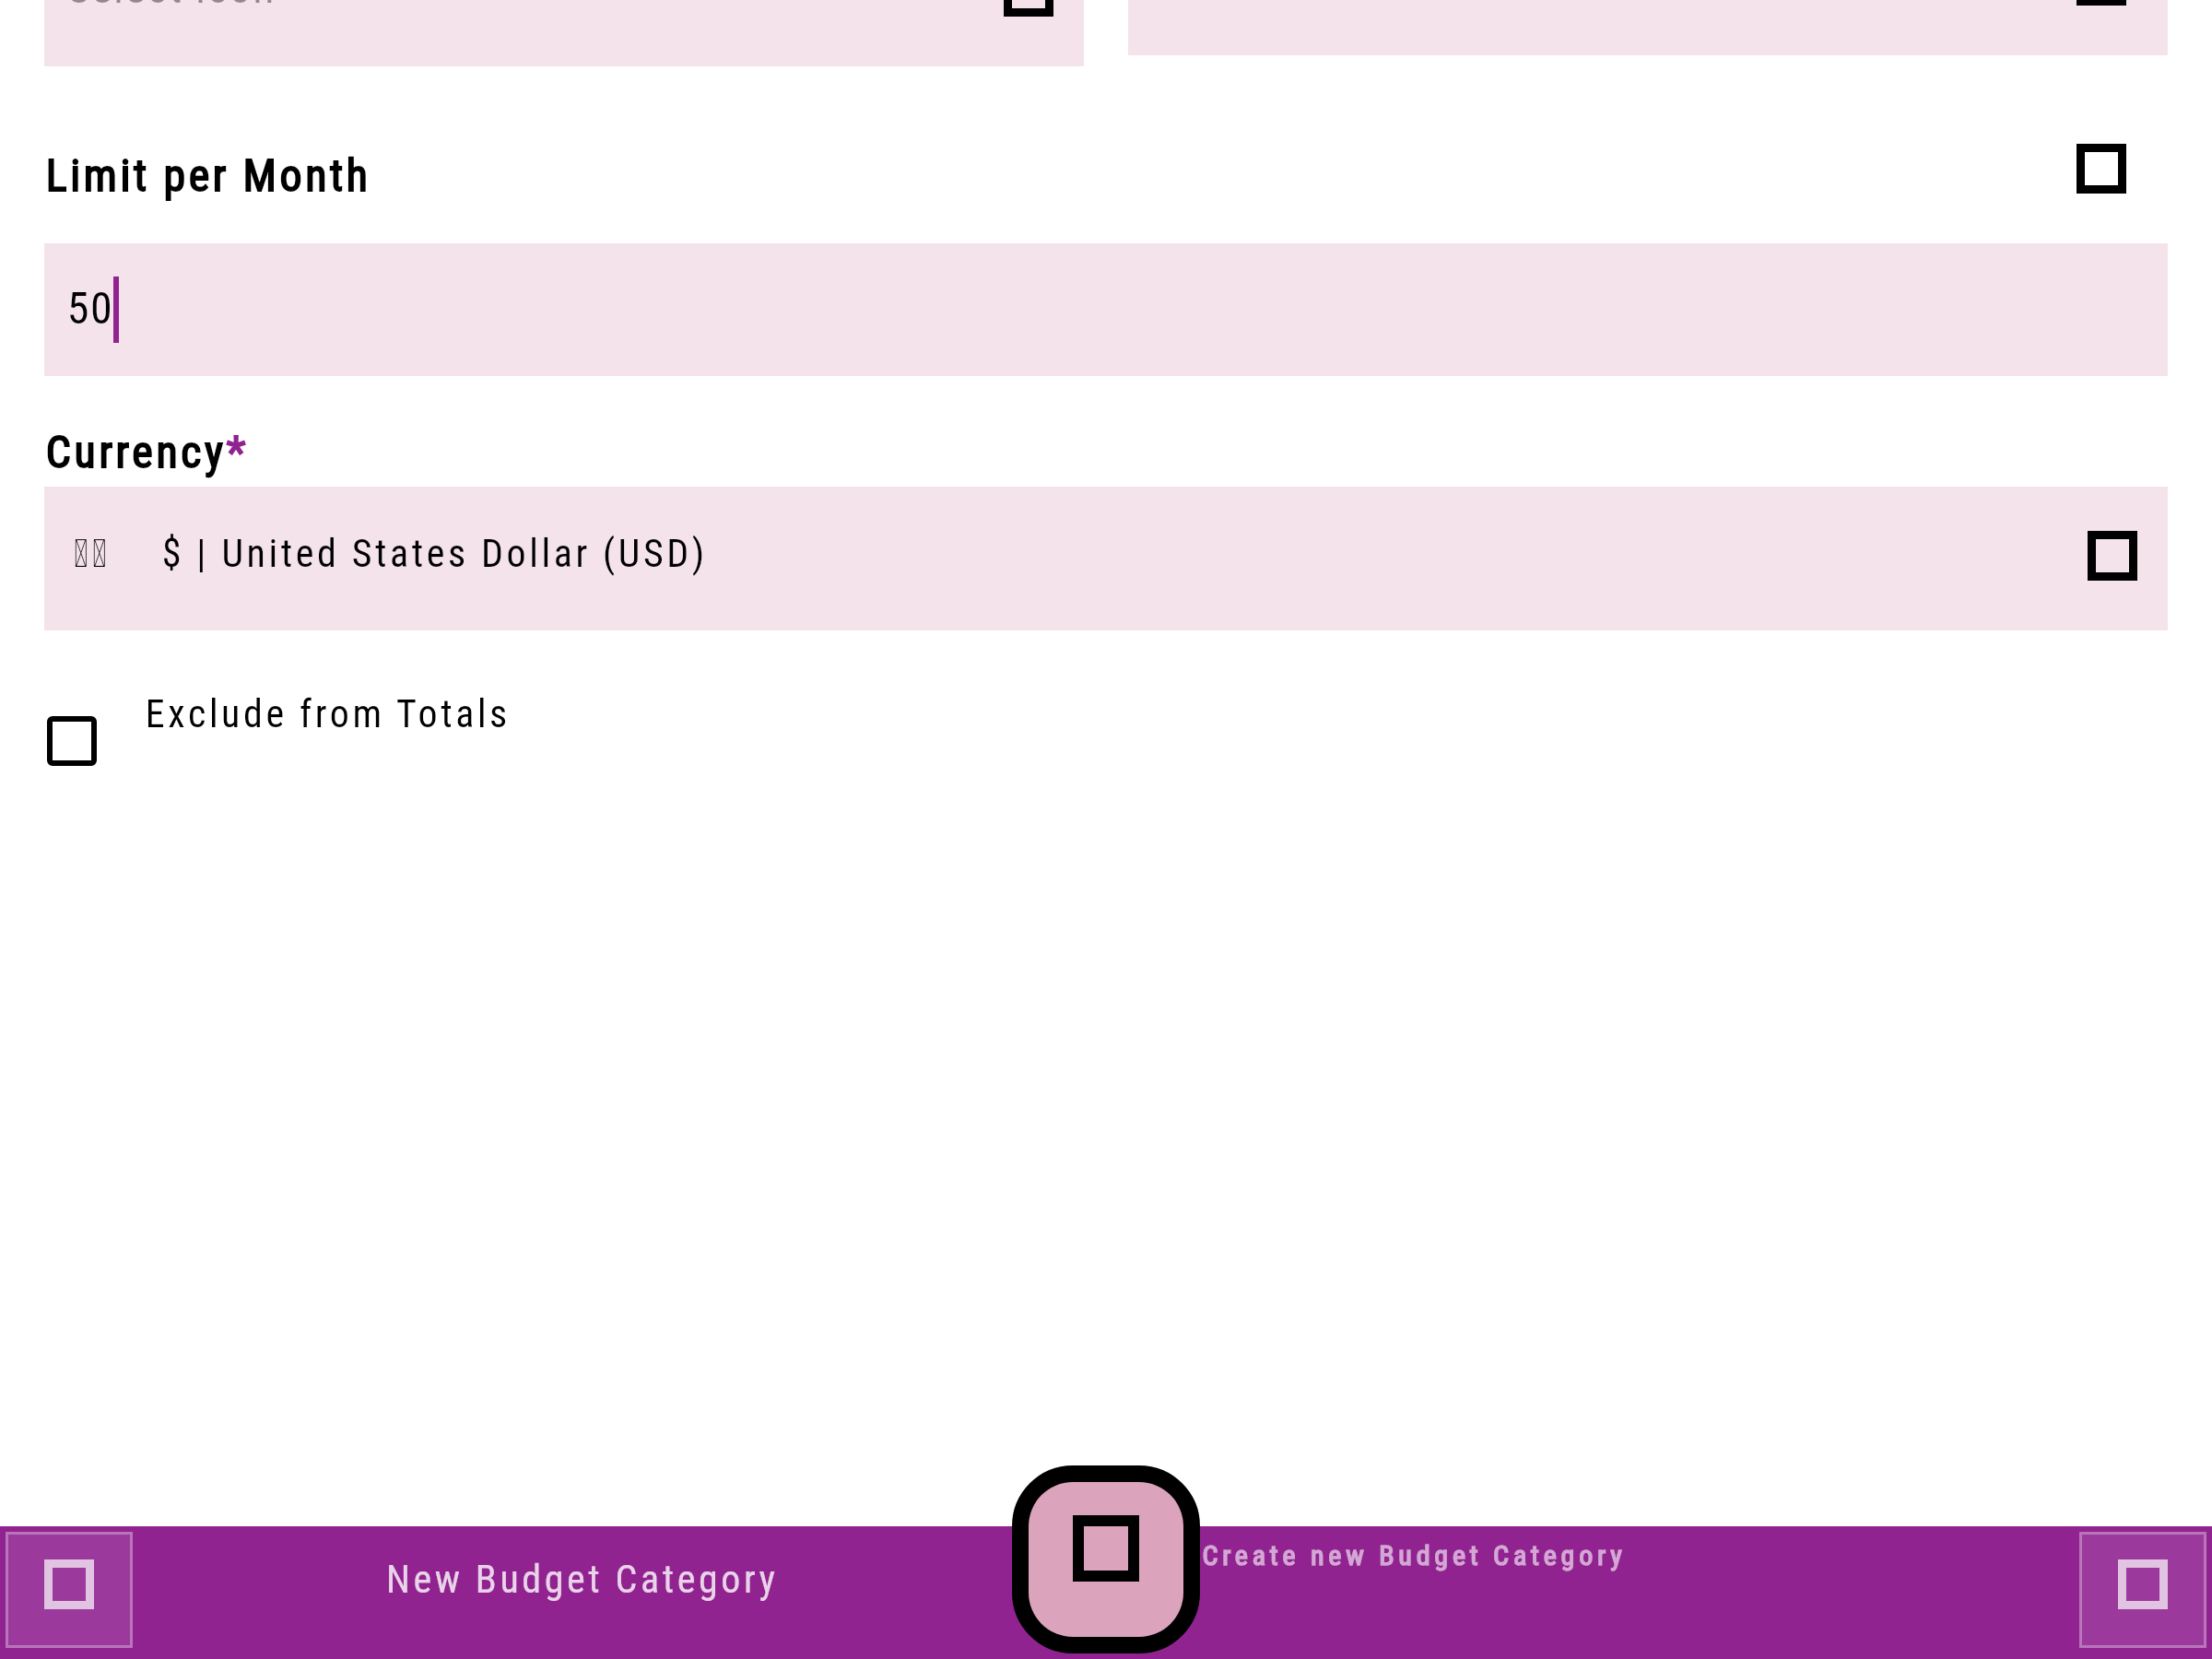 Limit per Month
50
Currency*
$ | United States Dollar (USD)
Exclude from Totals
New Budget Category
Create new Budget Category